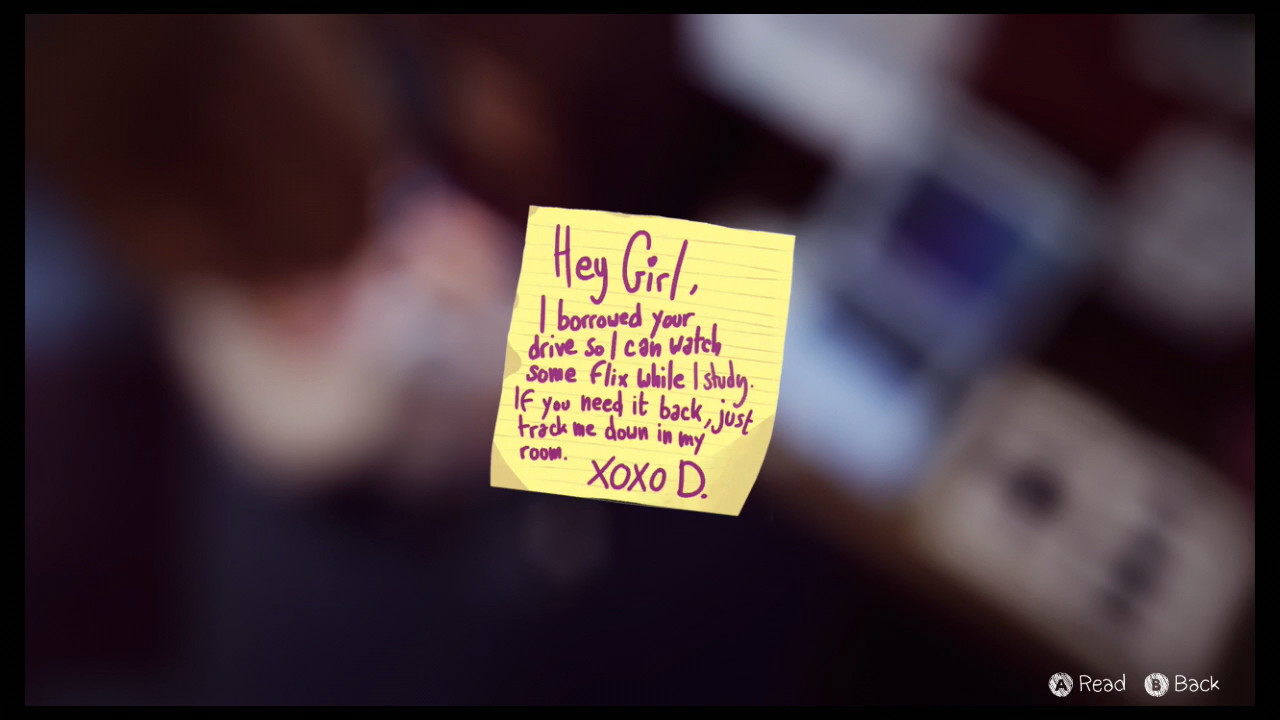 Hey Girl,
I borrowed your
drive so I can watch
some flix while I study.
If you need it back, just
track me down in my
room.
XOXO D.
A Read B Back